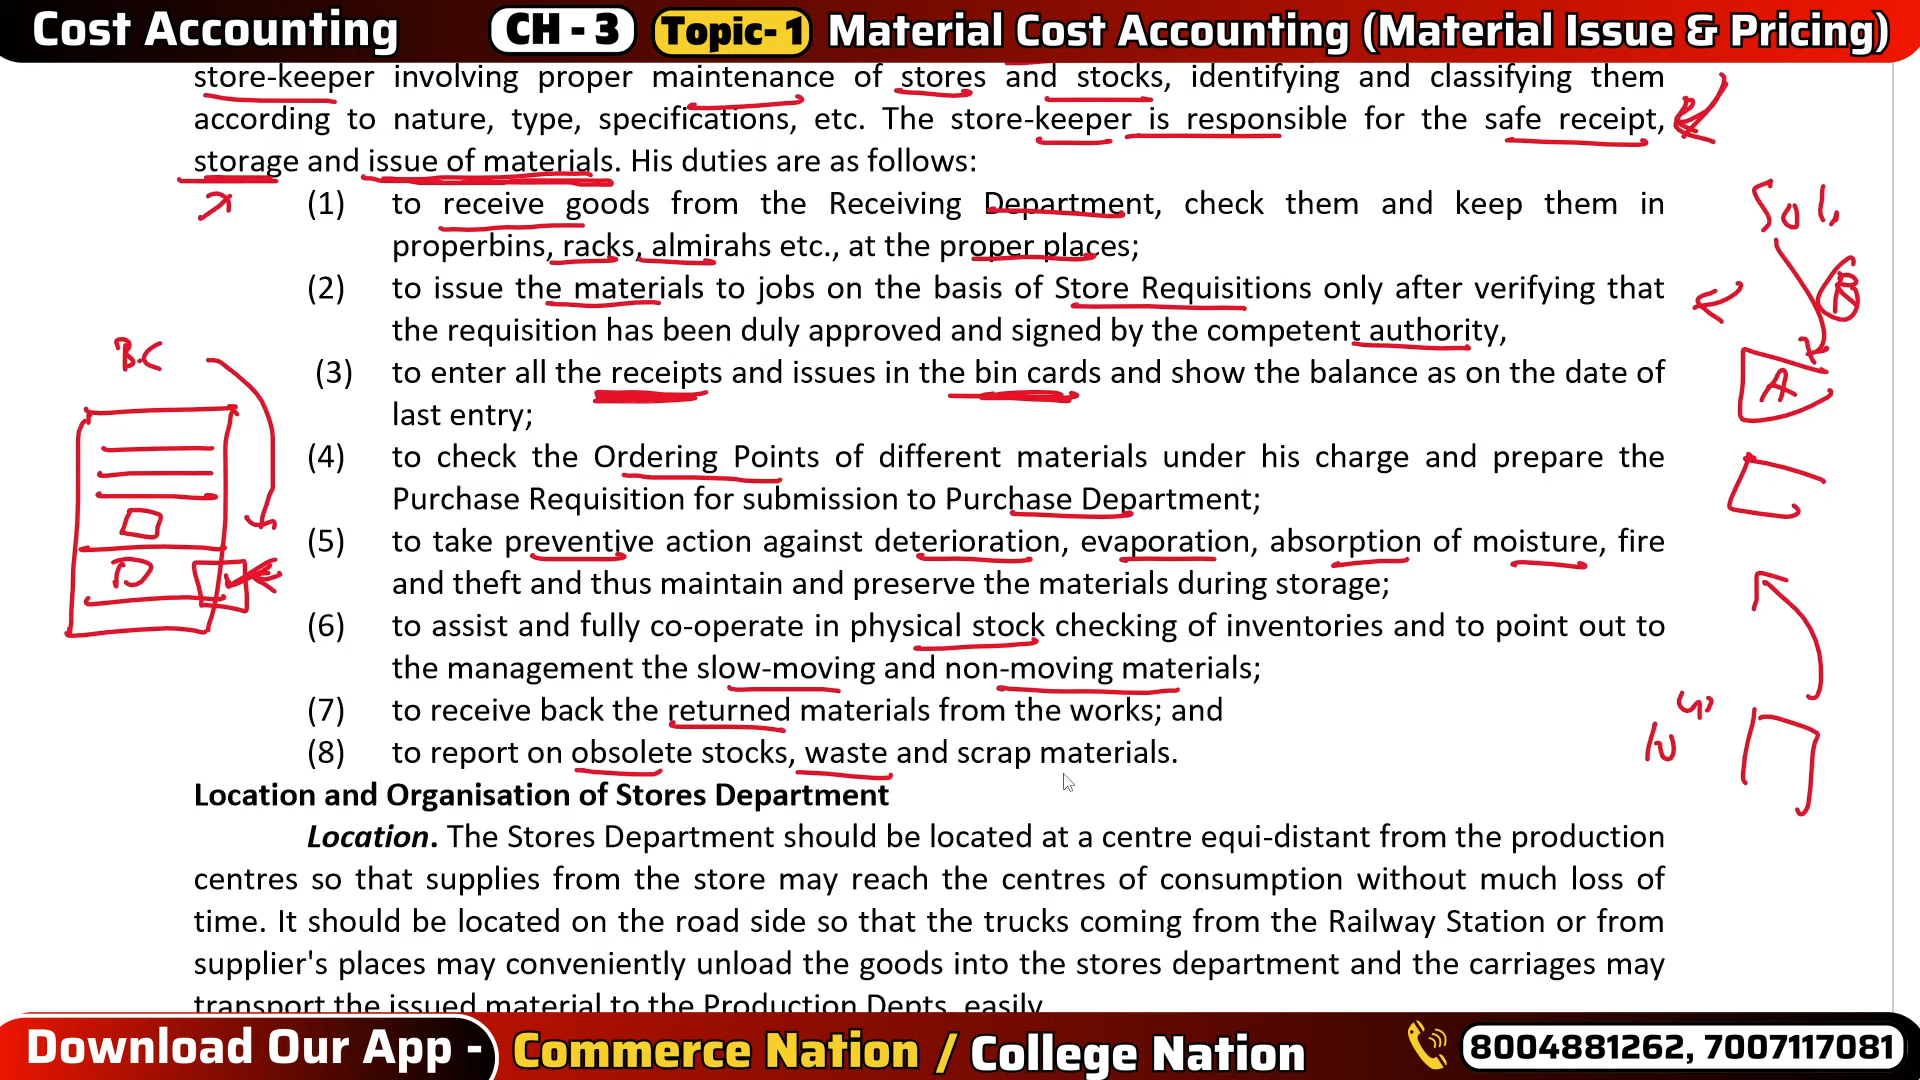 Cost Accounting CH - 3 Topic- 1 Material Cost Accounting (Material Issue & Pricing)
store-keeper involving proper maintenance of stores and stocks, identifying and classifying them
according to nature, type, specifications, etc. The store-keeper is responsible for the safe receipt,
storage and issue of materials. His duties are as follows:
(1) to receive goods from the Receiving Department, check them and keep them in
properbins, racks, almirahs etc., at the proper places;
(2) to issue the materials to jobs on the basis of Store Requisitions only after verifying that
the requisition has been duly approved and signed by the competent authority,
(3) to enter all the receipts and issues in the bin cards and show the balance as on the date of
last entry;
(4) to check the Ordering Points of different materials under his charge and prepare the
Purchase Requisition for submission to Purchase Department;
(5) to take preventive action against deterioration, evaporation, absorption of moisture, fire
and theft and thus maintain and preserve the materials during storage;
(6) to assist and fully co-operate in physical stock checking of inventories and to point out to
the management the slow-moving and non-moving materials;
(7) to receive back the returned materials from the works; and
(8) to report on obsolete stocks, waste and scrap materials.
Location and Organisation of Stores Department
Location. The Stores Department should be located at a centre equi-distant from the production
centres so that supplies from the store may reach the centres of consumption without much loss of
time. It should be located on the road side so that the trucks coming from the Railway Station or from
supplier's places may conveniently unload the goods into the stores department and the carriages may
transport the issued material to the Production Depts. easily.
B.C
A
Download Our App - Commerce Nation / College Nation 8004881262, 7007117081